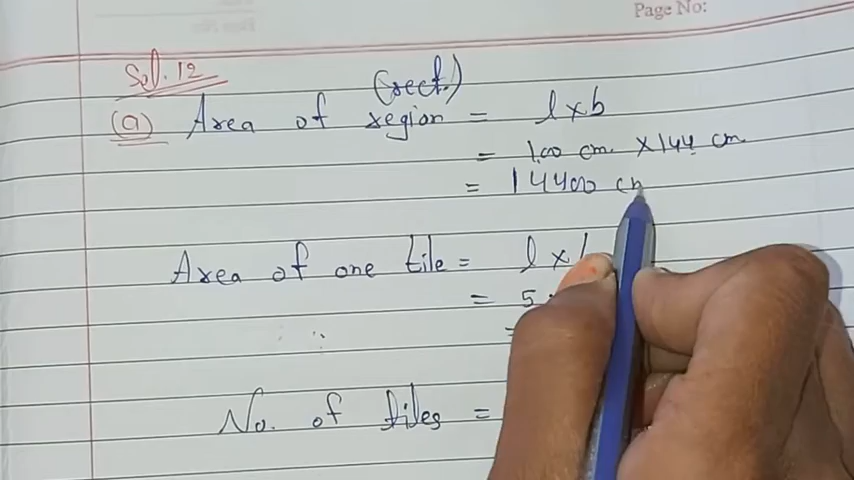 Page No:
Sol. 12
(rect.)
(a) Area of region = l x b
= 100 cm x 144 cm
= 14400 cm
Area of one tile = l x b
= 5
=
No. of tiles =